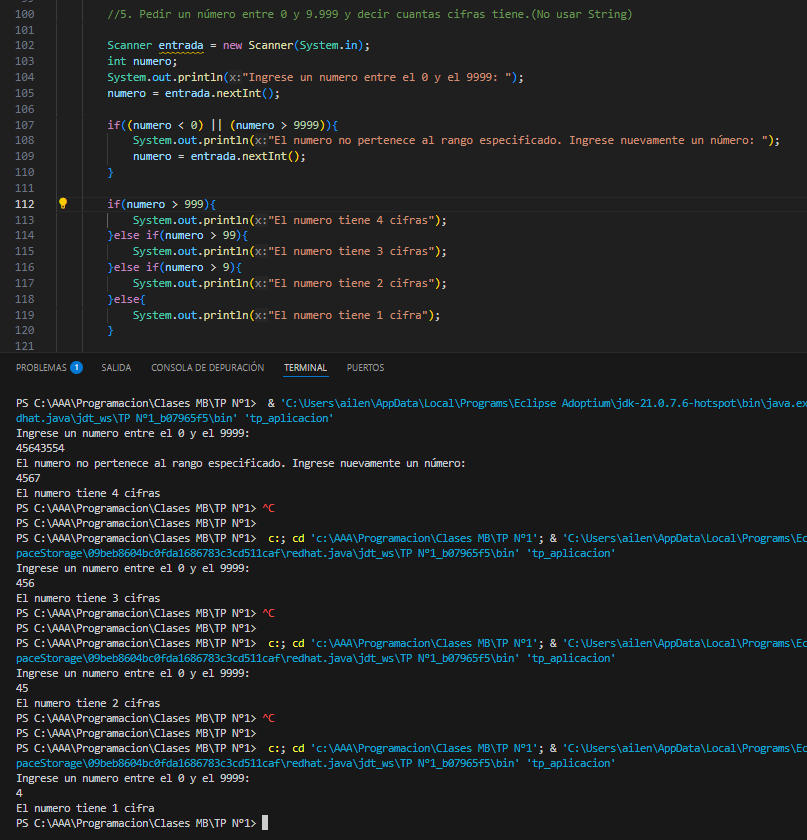 100 //5. Pedir un número entre 0 y 9.999 y decir cuantas cifras tiene.(No usar String)
101
102 Scanner entrada = new Scanner(System.in);
103 int numero;
104 System.out.println(x:"Ingrese un numero entre el 0 y el 9999: ");
105 numero = entrada.nextInt();
106
107 if((numero < 0) || (numero > 9999)){
108 System.out.println(x:"El numero no pertenece al rango especificado. Ingrese nuevamente un número: ");
109 numero = entrada.nextInt();
110 }
111
112 if(numero > 999){
113 System.out.println(x:"El numero tiene 4 cifras");
114 }else if(numero > 99){
115 System.out.println(x:"El numero tiene 3 cifras");
116 }else if(numero > 9){
117 System.out.println(x:"El numero tiene 2 cifras");
118 }else{
119 System.out.println(x:"El numero tiene 1 cifra");
120 }
121
PROBLEMAS 1 SALIDA CONSOLA DE DEPURACIÓN TERMINAL PUERTOS
PS C:\AAA\Programacion\Clases MB\TP Nº1> & 'C:\Users\ailen\AppData\Local\Programs\Eclipse Adoptium\jdk-21.0.7.6-hotspot\bin\java.ex
dhat.java\jdt_ws\TP Nº1_b07965f5\bin' 'tp_aplicacion'
Ingrese un numero entre el 0 y el 9999:
45643554
El numero no pertenece al rango especificado. Ingrese nuevamente un número:
4567
El numero tiene 4 cifras
PS C:\AAA\Programacion\Clases MB\TP Nº1> ^C
PS C:\AAA\Programacion\Clases MB\TP Nº1>
PS C:\AAA\Programacion\Clases MB\TP Nº1> c:; cd 'c:\AAA\Programacion\Clases MB\TP Nº1'; & 'C:\Users\ailen\AppData\Local\Programs\Ec
paceStorage\09beb8604bc0fda1686783c3cd511caf\redhat.java\jdt_ws\TP Nº1_b07965f5\bin' 'tp_aplicacion'
Ingrese un numero entre el 0 y el 9999:
456
El numero tiene 3 cifras
PS C:\AAA\Programacion\Clases MB\TP Nº1> ^C
PS C:\AAA\Programacion\Clases MB\TP Nº1>
PS C:\AAA\Programacion\Clases MB\TP Nº1> c:; cd 'c:\AAA\Programacion\Clases MB\TP Nº1'; & 'C:\Users\ailen\AppData\Local\Programs\Ec
paceStorage\09beb8604bc0fda1686783c3cd511caf\redhat.java\jdt_ws\TP Nº1_b07965f5\bin' 'tp_aplicacion'
Ingrese un numero entre el 0 y el 9999:
45
El numero tiene 2 cifras
PS C:\AAA\Programacion\Clases MB\TP Nº1> ^C
PS C:\AAA\Programacion\Clases MB\TP Nº1>
PS C:\AAA\Programacion\Clases MB\TP Nº1> c:; cd 'c:\AAA\Programacion\Clases MB\TP Nº1'; & 'C:\Users\ailen\AppData\Local\Programs\Ec
paceStorage\09beb8604bc0fda1686783c3cd511caf\redhat.java\jdt_ws\TP Nº1_b07965f5\bin' 'tp_aplicacion'
Ingrese un numero entre el 0 y el 9999:
4
El numero tiene 1 cifra
PS C:\AAA\Programacion\Clases MB\TP Nº1>